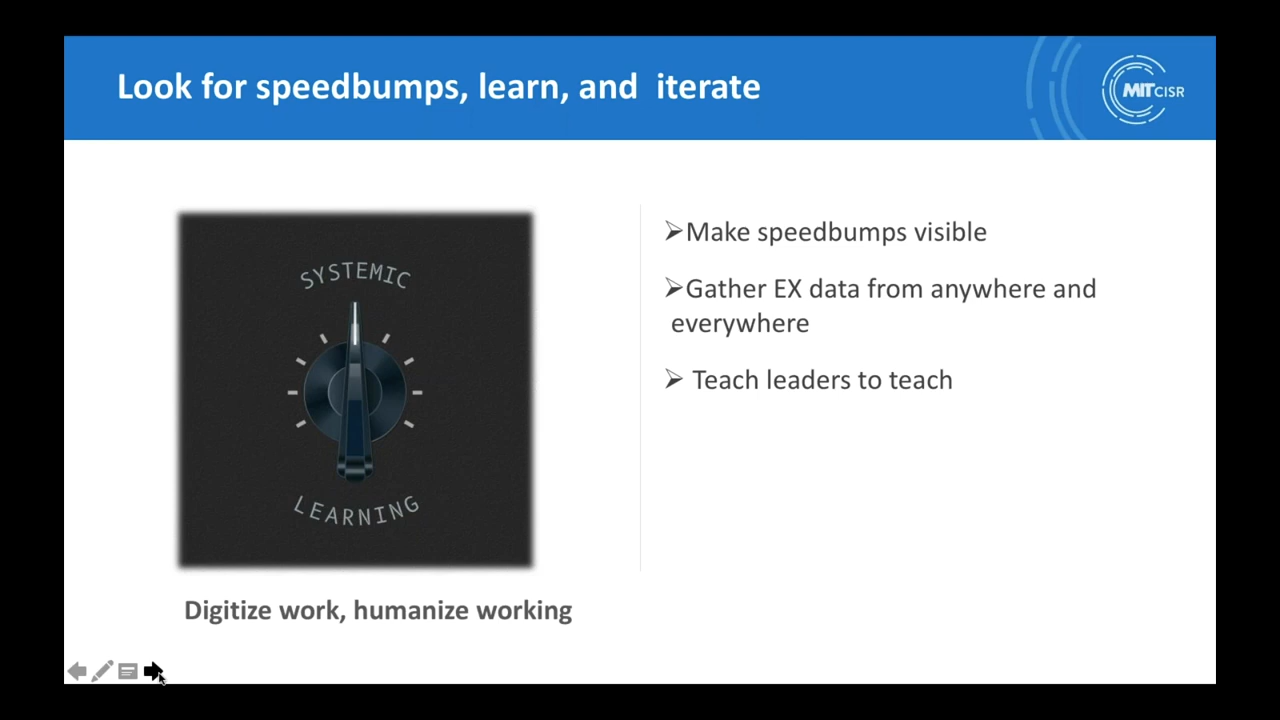 Look for speedbumps, learn, and  iterate
MIT CISR
SYSTEMIC
LEARNING
Digitize work, humanize working
➢Make speedbumps visible
➢Gather EX data from anywhere and
everywhere
➢ Teach leaders to teach